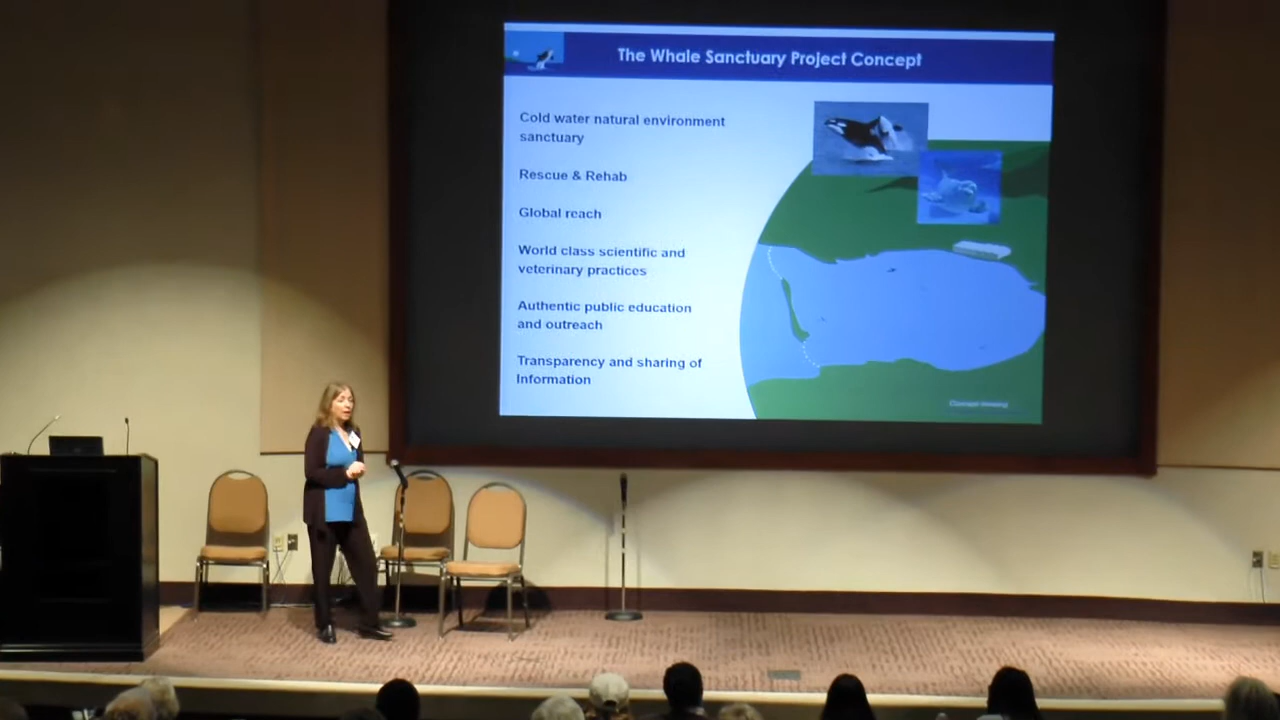 The Whale Sanctuary Project Concept
Cold water natural environment
sanctuary
Rescue & Rehab
Global reach
World class scientific and
veterinary practices
Authentic public education
and outreach
Transparency and sharing of
Information